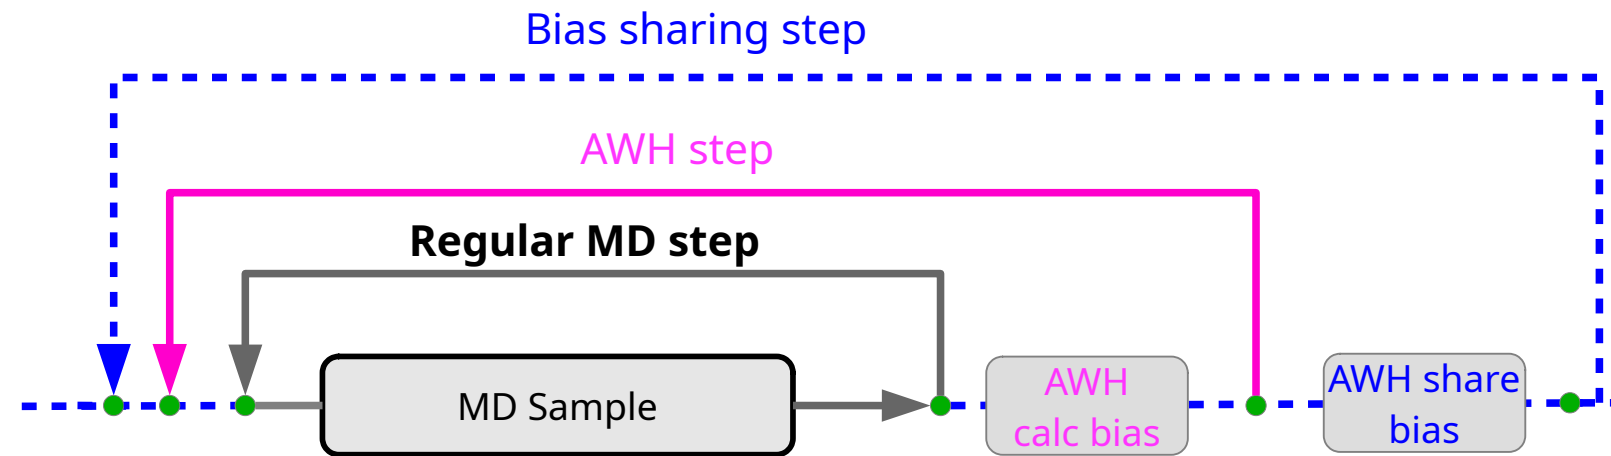 Bias sharing step
AWH step
Regular MD step
MD Sample
AWH
calc bias
AWH share
bias